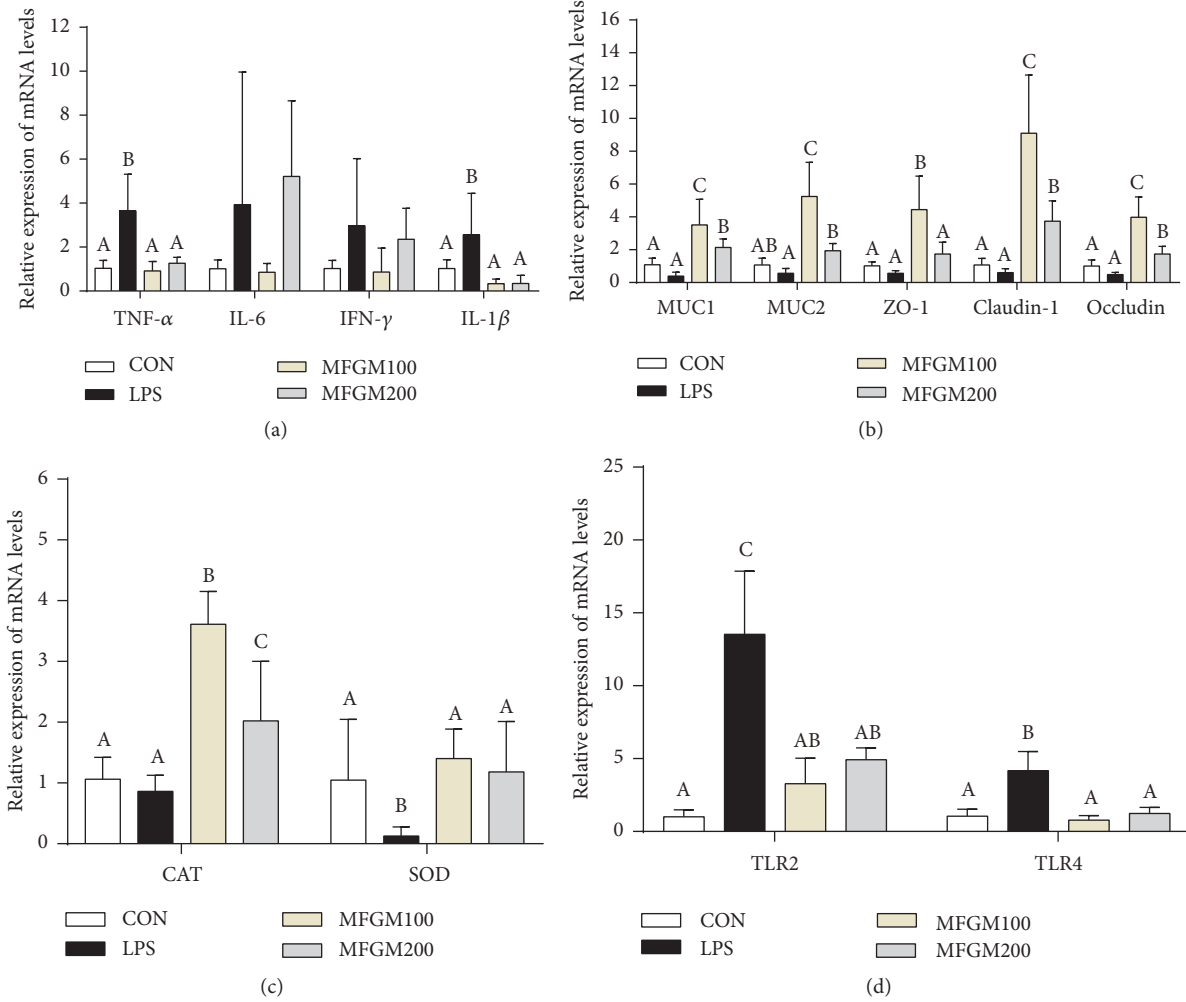 Relative expression of mRNA levels
12
10
8
6
4
2
0
A B A A
A B A A
TNF-α IL-6 IFN-γ IL-1β
CON MFGM100
LPS MFGM200
(a)
Relative expression of mRNA levels
16
14
12
10
8
6
4
2
0
A A C B
AB A C B
A A B A
A A C B
A A C B
MUC1 MUC2 ZO-1 Claudin-1 Occludin
CON MFGM100
LPS MFGM200
(b)
Relative expression of mRNA levels
6
5
4
3
2
1
0
A A B C
A B A A
CAT SOD
CON MFGM100
LPS MFGM200
(c)
Relative expression of mRNA levels
25
20
15
10
5
0
A C AB AB
A B A A
TLR2 TLR4
CON MFGM100
LPS MFGM200
(d)